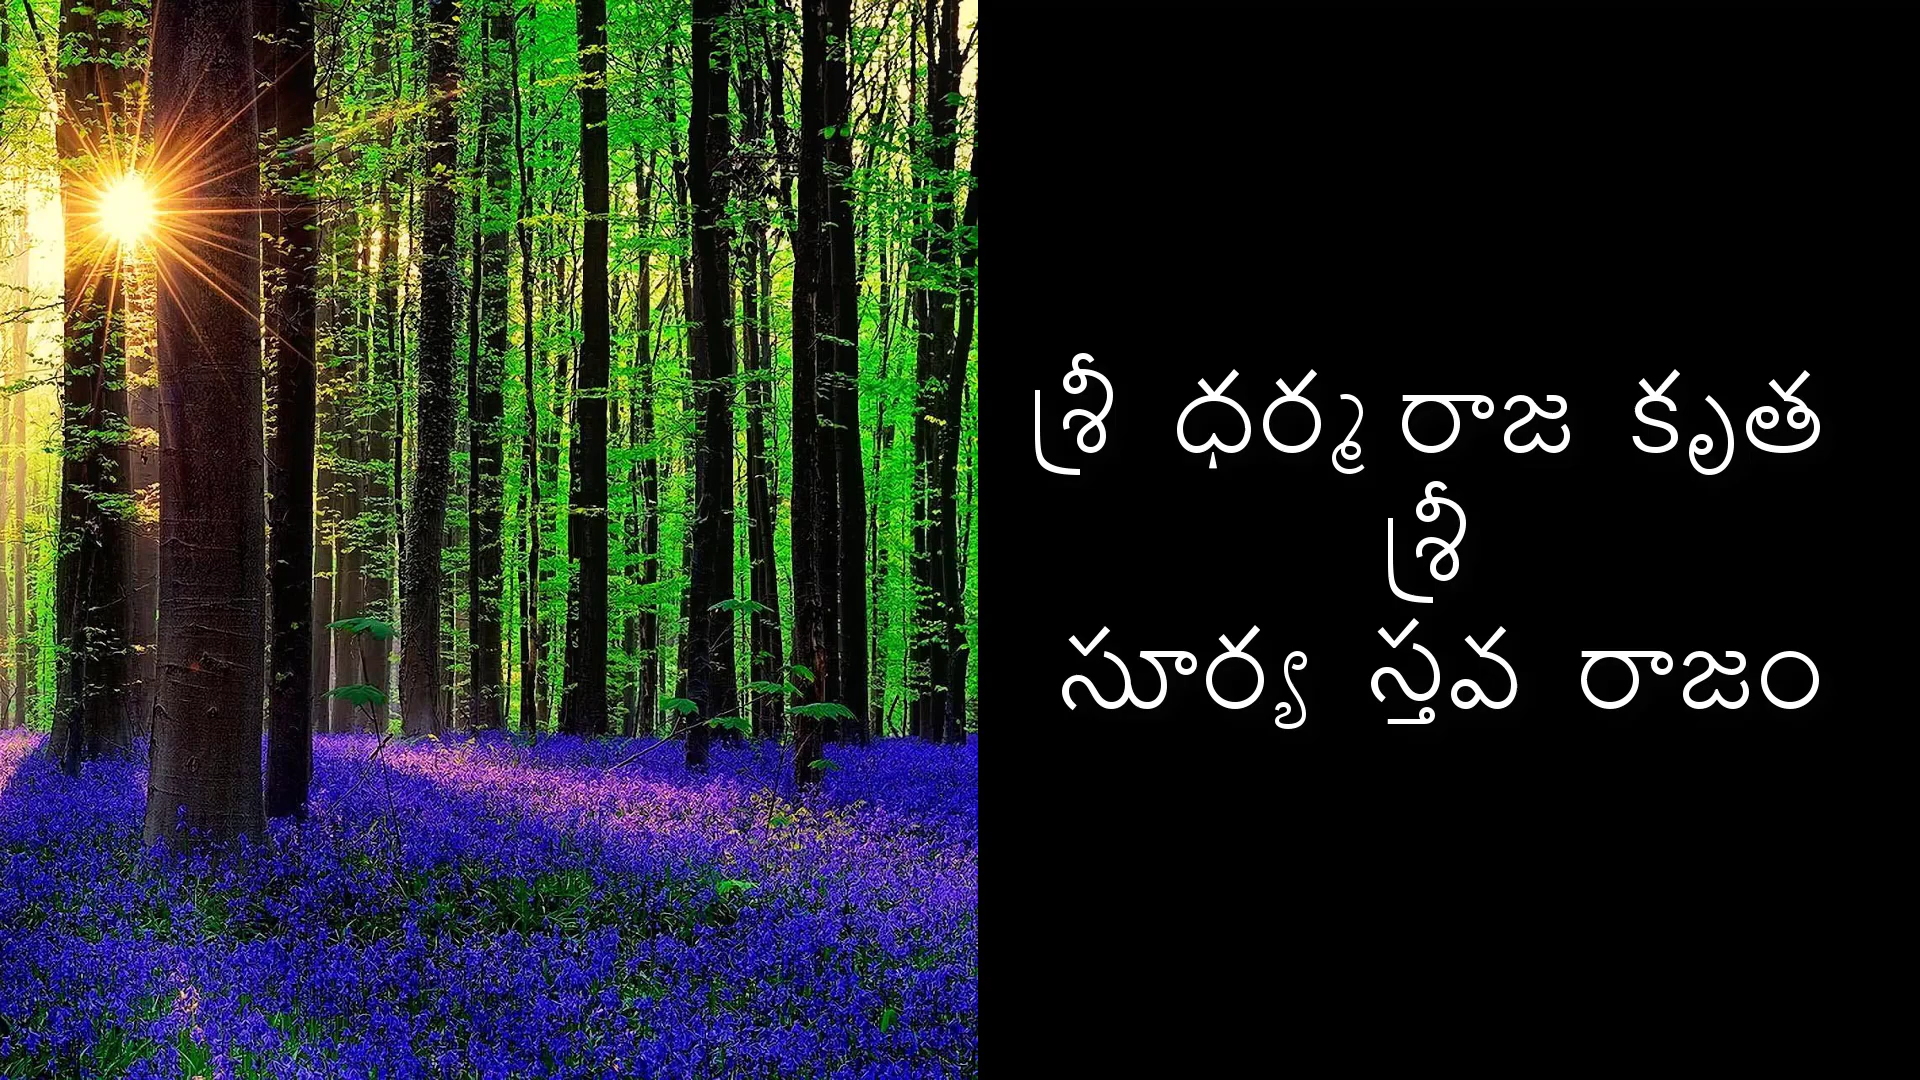 శ్రీ ధర్మరాజ కృత
శ్రీ
సూర్య స్తవ రాజం